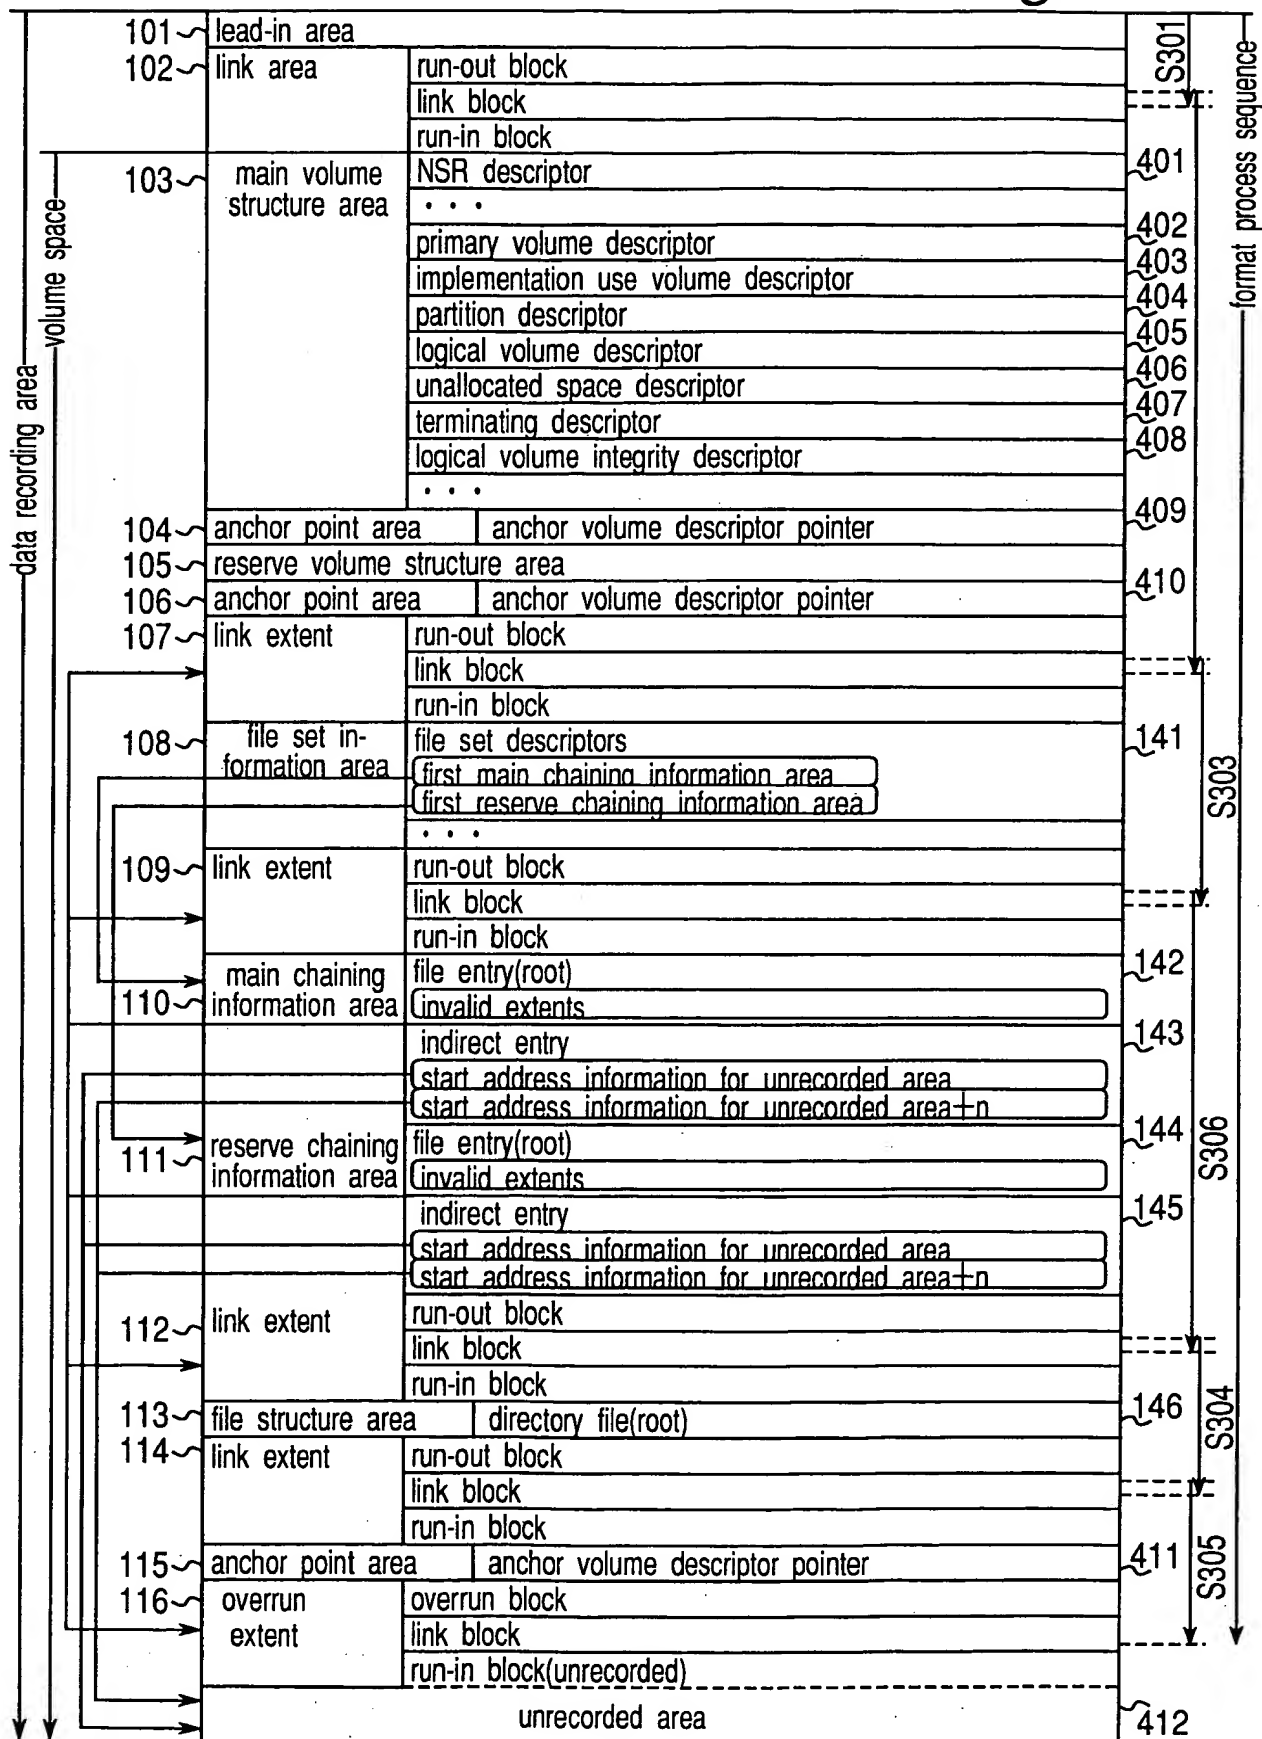 101 lead-in area
S301
102 link area run-out block
link block
run-in block
401
103 main volume structure area NSR descriptor
• • •
402
primary volume descriptor
403
implementation use volume descriptor
404
partition descriptor
405
logical volume descriptor
406
unallocated space descriptor
407
terminating descriptor
408
logical volume integrity descriptor
• • •
409
104 anchor point area anchor volume descriptor pointer
105 reserve volume structure area
410
106 anchor point area anchor volume descriptor pointer
107 link extent run-out block
link block
run-in block
108 file set in-
formation area
file set descriptors
141
first main chaining information area
first reserve chaining information area
• • •
S303
109 link extent run-out block
link block
run-in block
142
main chaining
110 information area
file entry(root)
invalid extents
143
indirect entry
start address information for unrecorded area
start address information for unrecorded area+n
144
111 reserve chaining
information area
file entry(root)
invalid extents
S306
145
indirect entry
start address information for unrecorded area
start address information for unrecorded area+n
112 link extent run-out block
link block
run-in block
S304
113 file structure area directory file(root) 146
114 link extent run-out block
link block
run-in block
115 anchor point area anchor volume descriptor pointer 411
S305
116 overrun
extent
overrun block
link block
run-in block(unrecorded)
unrecorded area 412
data recording area
volume space
format process sequence